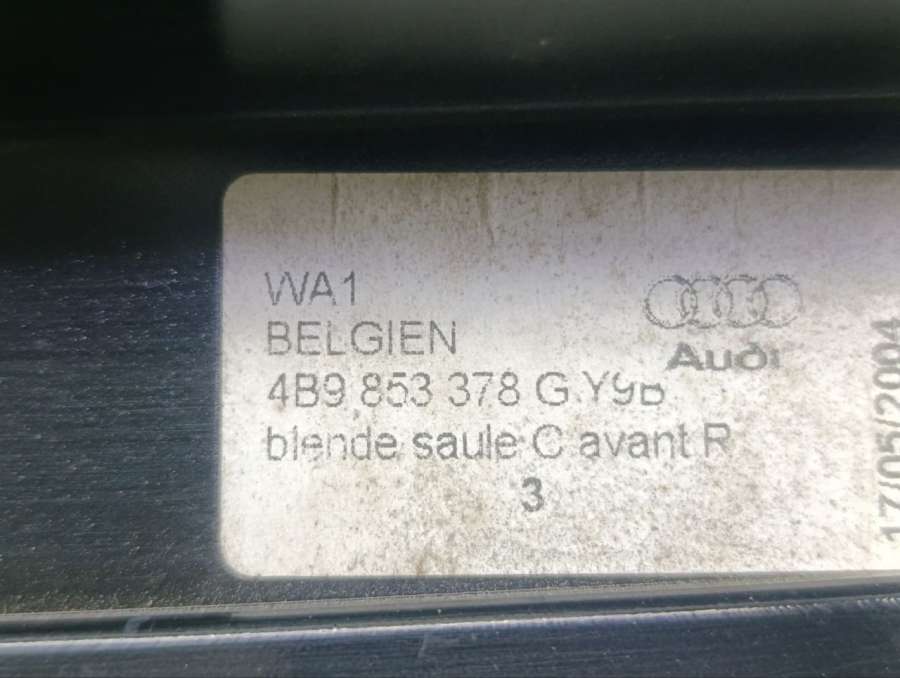 WA1
BELGIEN
Audi
4B9 853 378 G Y9B
blende saule C avant R
3
17/05/2004